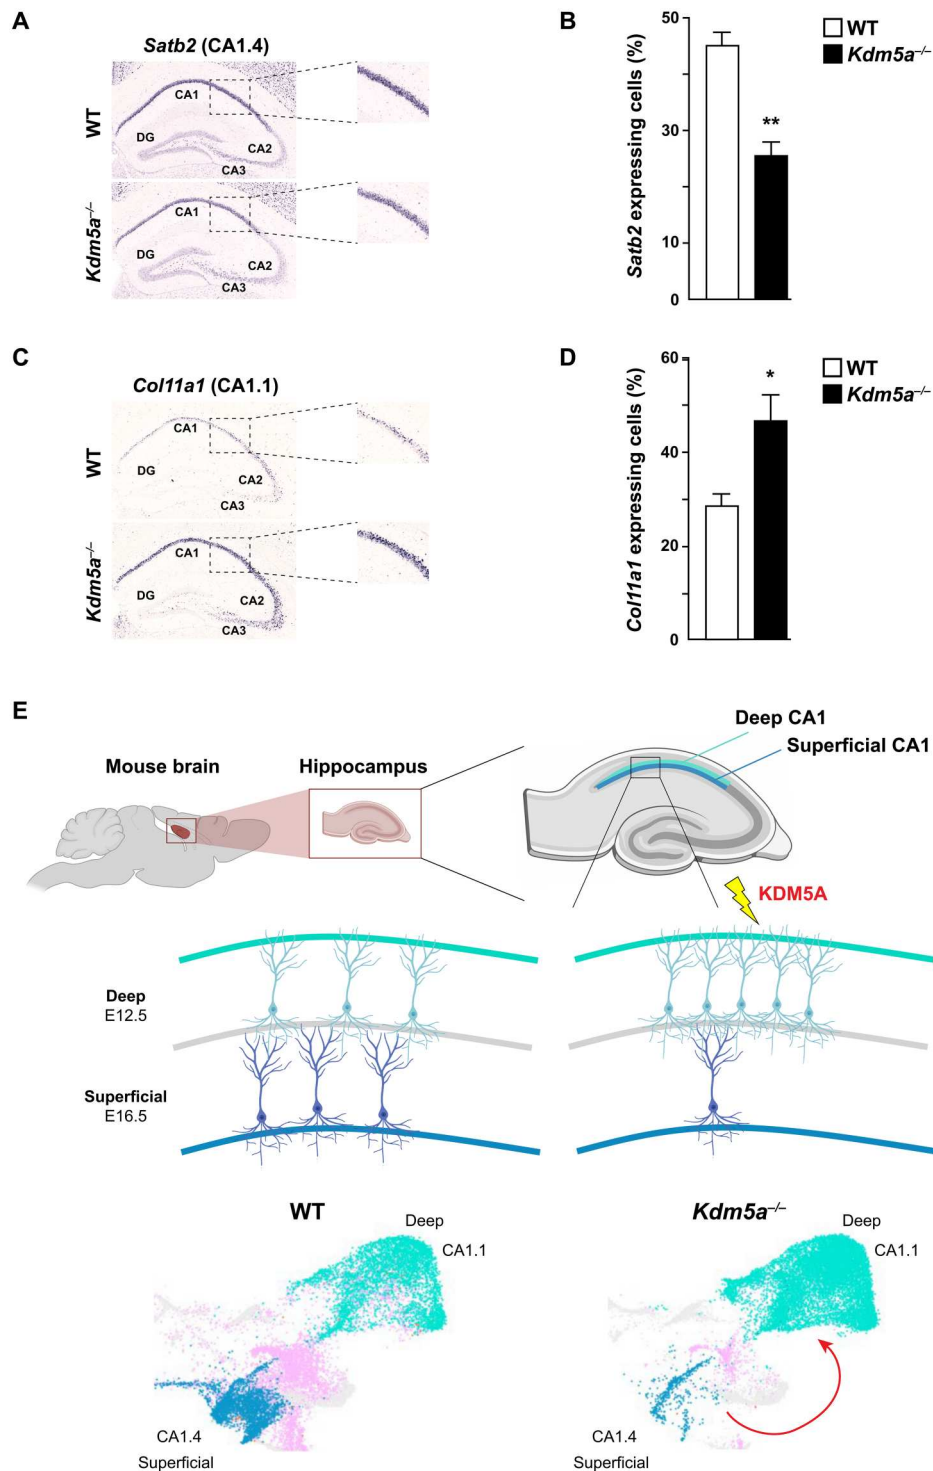 A
Satb2 (CA1.4)
WT
CA1
DG
CA2
CA3
Kdm5a–/–
CA1
DG
CA2
CA3
B
Satb2 expressing cells (%)
50
30
10
0
**
WT
Kdm5a–/–
C
Col11a1 (CA1.1)
WT
CA1
DG
CA2
CA3
Kdm5a–/–
CA1
DG
CA2
CA3
D
Col11a1 expressing cells (%)
60
40
20
0
*
WT
Kdm5a–/–
E
Mouse brain
Hippocampus
Deep CA1
Superficial CA1
KDM5A
Deep
E12.5
Superficial
E16.5
WT
Deep
CA1.1
CA1.4
Superficial
Kdm5a–/–
Deep
CA1.1
CA1.4
Superficial